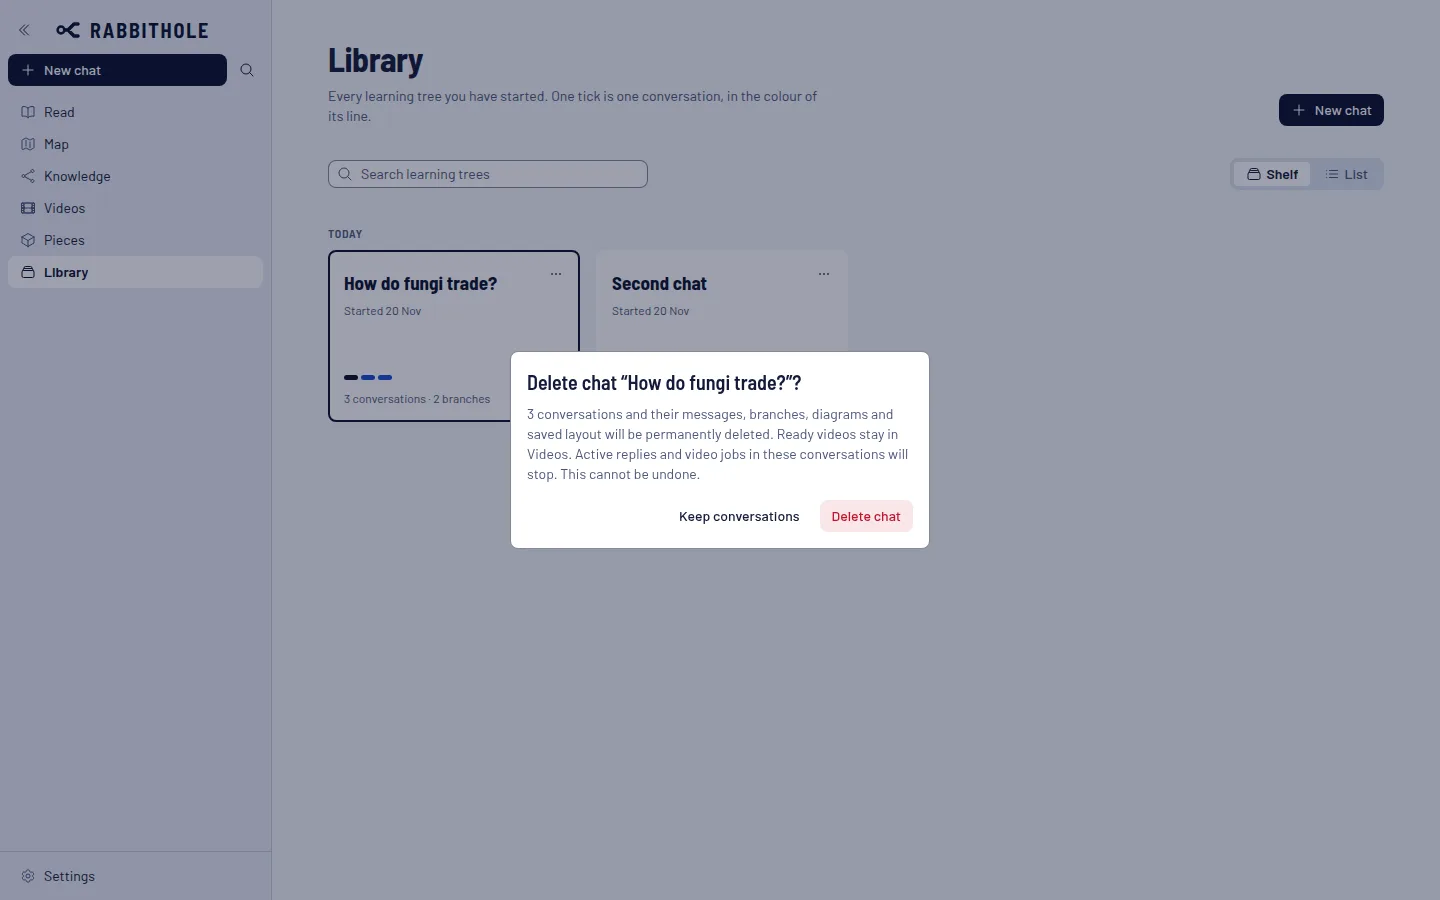 RABBITHOLE
New chat
Read
Map
Knowledge
Videos
Pieces
Library
Settings
Library
Every learning tree you have started. One tick is one conversation, in the colour of
its line.
New chat
Search learning trees
Shelf
List
TODAY
How do fungi trade?
Started 20 Nov
3 conversations · 2 branches
Second chat
Started 20 Nov
Delete chat “How do fungi trade?”?
3 conversations and their messages, branches, diagrams and
saved layout will be permanently deleted. Ready videos stay in
Videos. Active replies and video jobs in these conversations will
stop. This cannot be undone.
Keep conversations
Delete chat